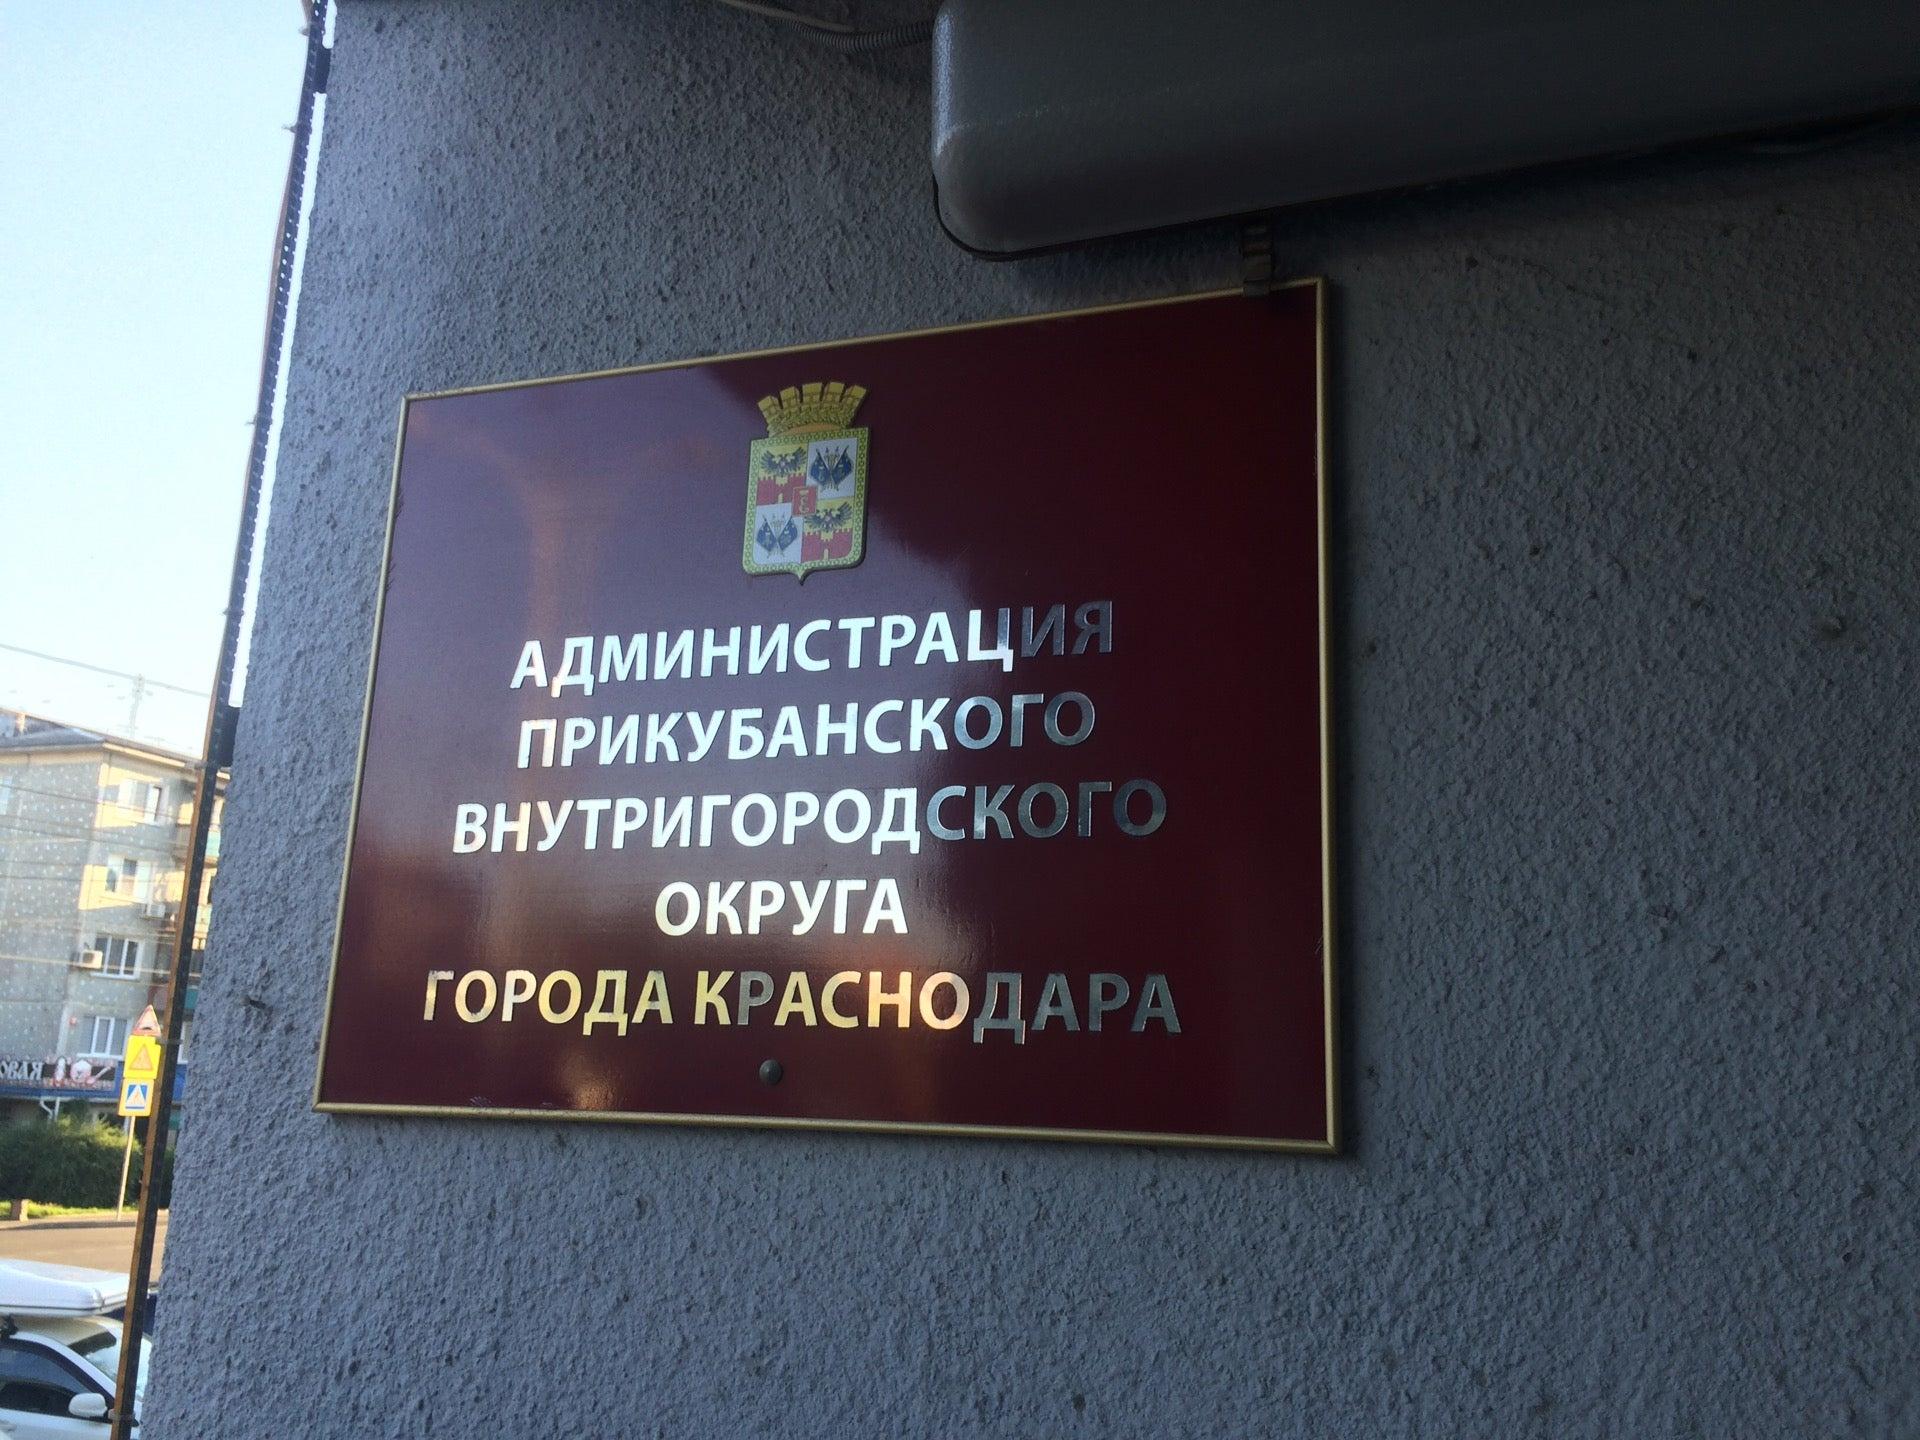 АДМИНИСТРАЦИЯ
ПРИКУБАНСКОГО
ВНУТРИГОРОДСКОГО
ОКРУГА
ГОРОДА КРАСНОДАРА